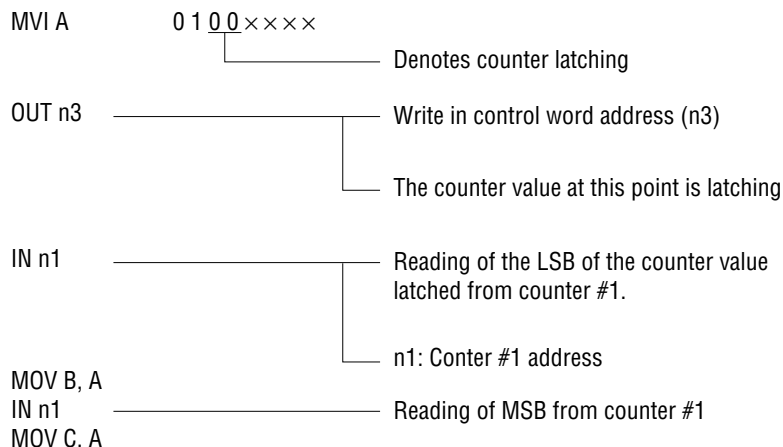 MVI A 0 1 0 0 × × × ×
Denotes counter latching
OUT n3 Write in control word address (n3)
The counter value at this point is latching
IN n1 Reading of the LSB of the counter value
latched from counter #1.
n1: Conter #1 address
MOV B, A
IN n1 Reading of MSB from counter #1
MOV C, A